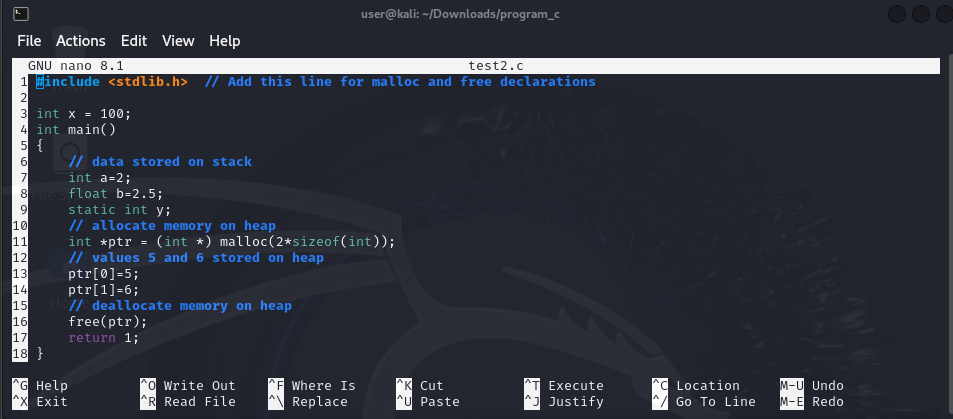 user@kali: ~/Downloads/program_c
File Actions Edit View Help
GNU nano 8.1 test2.c
1 #include <stdlib.h>  // Add this line for malloc and free declarations
2
3 int x = 100;
4 int main()
5 {
6     // data stored on stack
7     int a=2;
8     float b=2.5;
9     static int y;
10     // allocate memory on heap
11     int *ptr = (int *) malloc(2*sizeof(int));
12     // values 5 and 6 stored on heap
13     ptr[0]=5;
14     ptr[1]=6;
15     // deallocate memory on heap
16     free(ptr);
17     return 1;
18 }
^G Help ^O Write Out ^F Where Is ^K Cut ^T Execute ^C Location M-U Undo
^X Exit ^R Read File ^\ Replace ^U Paste ^J Justify ^/ Go To Line M-E Redo